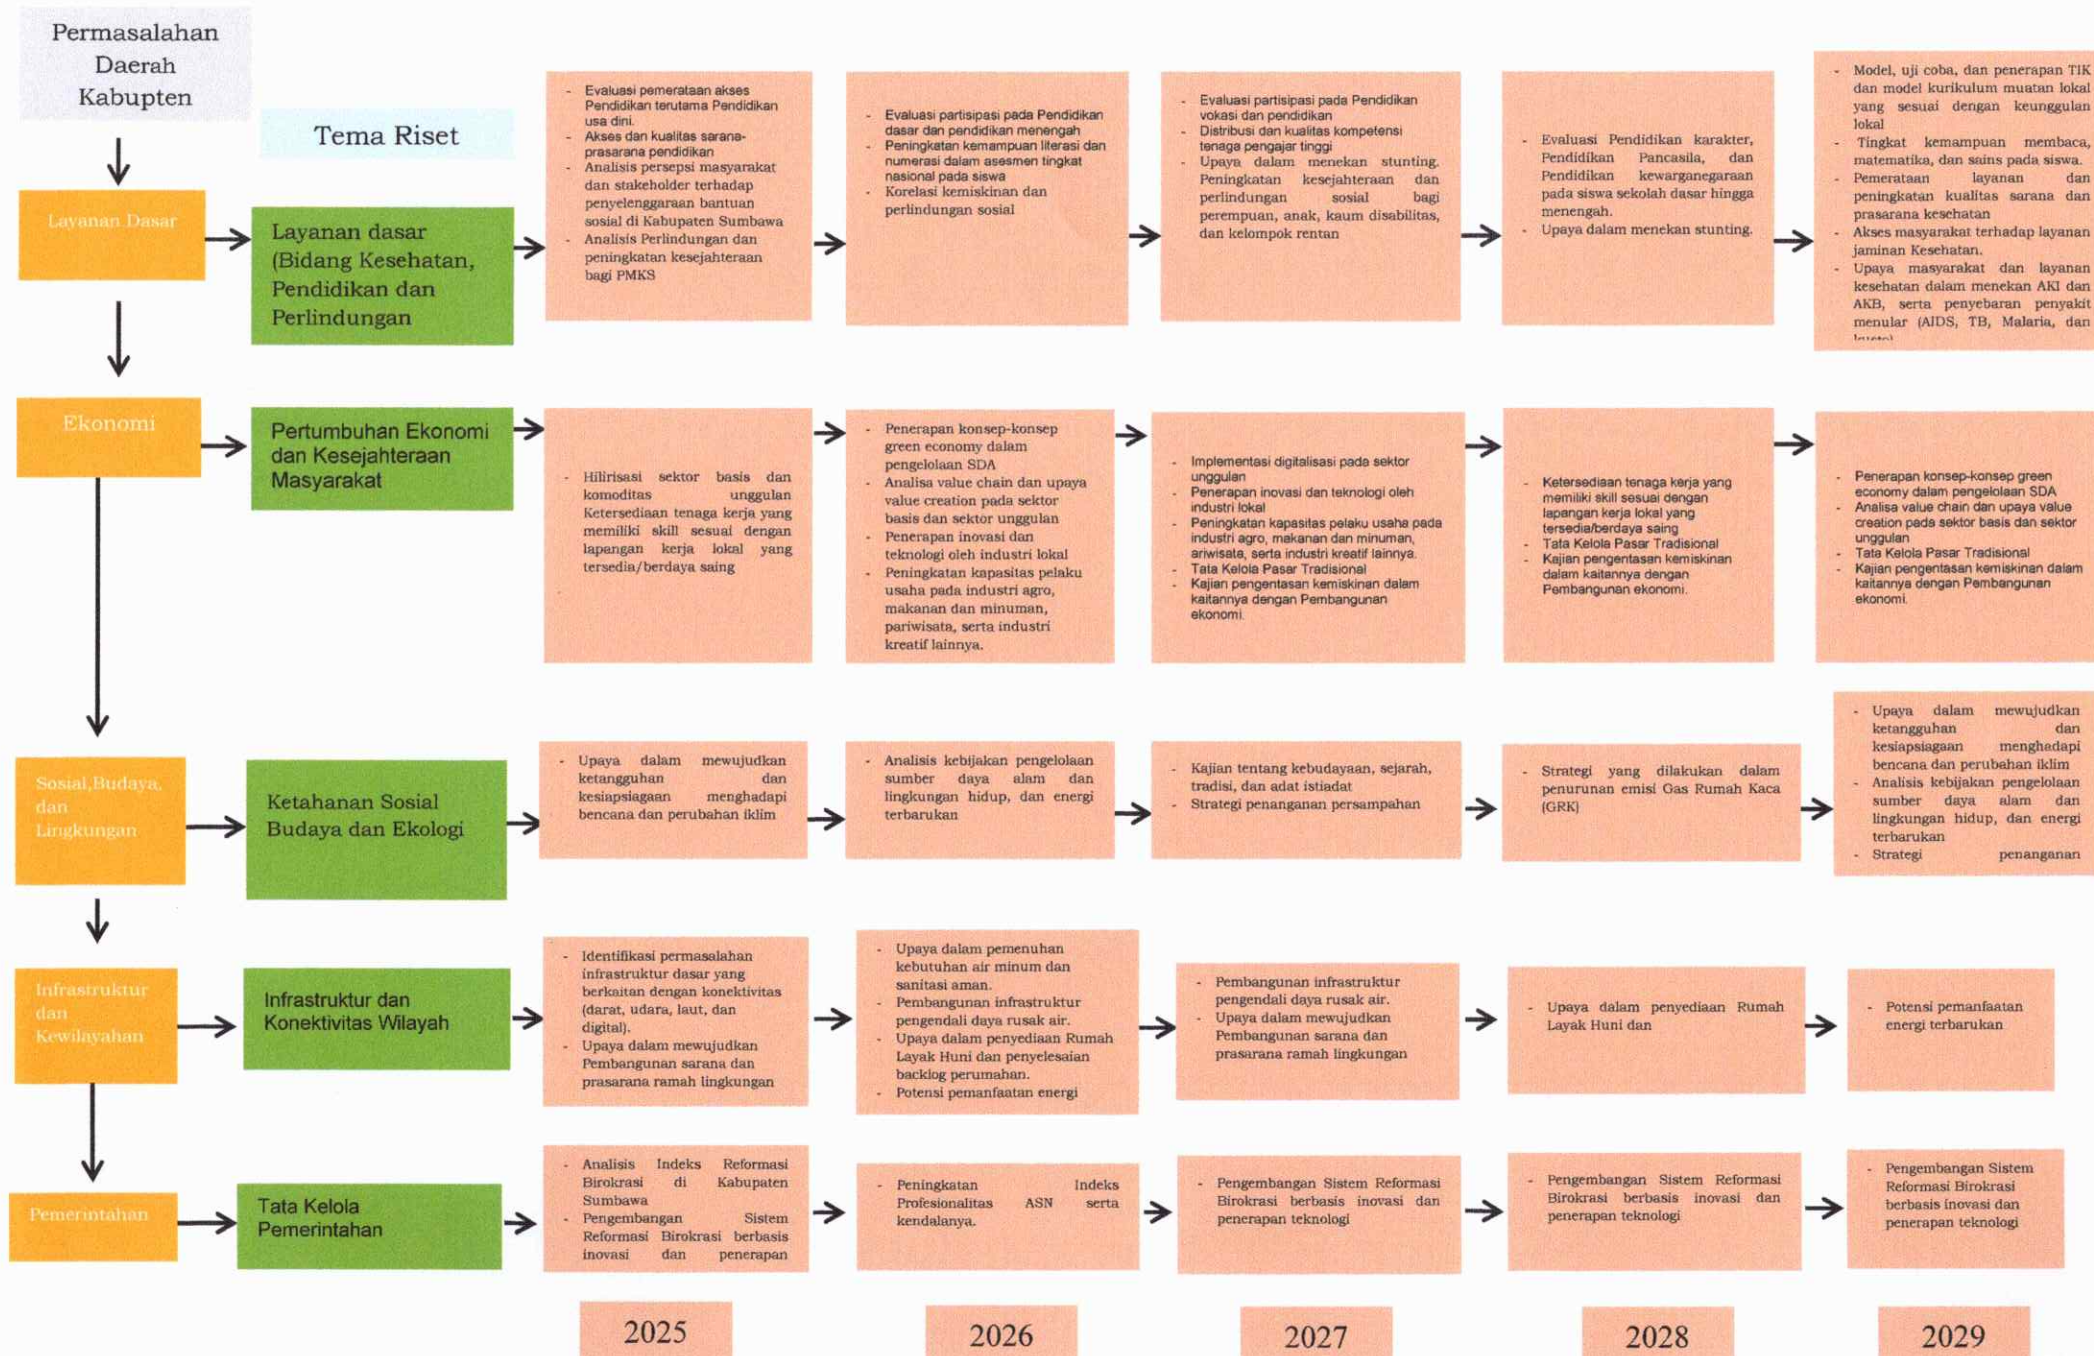 Permasalahan
Daerah
Kabupten
Tema Riset
Layanan Dasar
Layanan dasar
(Bidang Kesehatan,
Pendidikan dan
Perlindungan
- Evaluasi pemerataan akses
Pendidikan terutama Pendidikan
usa dini.
- Akses dan kualitas sarana-
prasarana pendidikan
- Analisis persepsi masyarakat
dan stakeholder terhadap
penyelenggaraan bantuan
sosial di Kabupaten Sumbawa
- Analisis Perlindungan dan
peningkatan kesejahteraan
bagi PMKS
- Evaluasi partisipasi pada Pendidikan
dasar dan pendidikan menengah
- Peningkatan kemampuan literasi dan
numerasi dalam asesmen tingkat
nasional pada siswa
- Korelasi kemiskinan dan
perlindungan sosial
- Evaluasi partisipasi pada Pendidikan
vokasi dan pendidikan
- Distribusi dan kualitas kompetensi
tenaga pengajar tinggi
- Upaya dalam menekan stunting.
Peningkatan kesejahteraan dan
perlindungan sosial bagi
perempuan, anak, kaum disabilitas,
dan kelompok rentan
- Evaluasi Pendidikan karakter,
Pendidikan Pancasila, dan
Pendidikan kewarganegaraan
pada siswa sekolah dasar hingga
menengah.
- Upaya dalam menekan stunting.
- Model, uji coba, dan penerapan TIK
dan model kurikulum muatan lokal
yang sesuai dengan keunggulan
lokal
- Tingkat kemampuan membaca,
matematika, dan sains pada siswa.
- Pemerataan layanan dan
peningkatan kualitas sarana dan
prasarana kesehatan
- Akses masyarakat terhadap layanan
jaminan Kesehatan.
- Upaya masyarakat dan layanan
kesehatan dalam menekan AKI dan
AKB, serta penyebaran penyakit
menular (AIDS, TB, Malaria, dan
Ekonomi
Pertumbuhan Ekonomi
dan Kesejahteraan
Masyarakat
- Hilirisasi sektor basis dan
komoditas unggulan
Ketersediaan tenaga kerja yang
memiliki skill sesuai dengan
lapangan kerja lokal yang
tersedia/berdaya saing
- Penerapan konsep-konsep
green economy dalam
pengelolaan SDA
- Analisa value chain dan upaya
value creation pada sektor
basis dan sektor unggulan
- Penerapan inovasi dan
teknologi oleh industri lokal
- Peningkatan kapasitas pelaku
usaha pada industri agro,
makanan dan minuman,
pariwisata, serta industri
kreatif lainnya.
- Implementasi digitalisasi pada sektor
unggulan
- Penerapan inovasi dan teknologi oleh
industri lokal
- Peningkatan kapasitas pelaku usaha pada
industri agro, makanan dan minuman,
ariwisata, serta industri kreatif lainnya.
- Tata Kelola Pasar Tradisional
- Kajian pengentasan kemiskinan dalam
kaitannya dengan Pembangunan
ekonomi.
- Ketersediaan tenaga kerja yang
memiliki skill sesuai dengan
lapangan kerja lokal yang
tersedia/berdaya saing
- Tata Kelola Pasar Tradisional
- Kajian pengentasan kemiskinan
dalam kaitannya dengan
Pembangunan ekonomi.
- Penerapan konsep-konsep green
economy dalam pengelolaan SDA
- Analisa value chain dan upaya value
creation pada sektor basis dan sektor
unggulan
- Tata Kelola Pasar Tradisional
- Kajian pengentasan kemiskinan dalam
kaitannya dengan Pembangunan
ekonomi.
Sosial,Budaya,
dan
Lingkungan
Ketahanan Sosial
Budaya dan Ekologi
- Upaya dalam mewujudkan
ketangguhan dan
kesiapsiagaan menghadapi
bencana dan perubahan iklim
- Analisis kebijakan pengelolaan
sumber daya alam dan
lingkungan hidup, dan energi
terbarukan
- Kajian tentang kebudayaan, sejarah,
tradisi, dan adat istiadat
- Strategi penanganan persampahan
- Strategi yang dilakukan dalam
penurunan emisi Gas Rumah Kaca
(GRK)
- Upaya dalam mewujudkan
ketangguhan dan
kesiapsiagaan menghadapi
bencana dan perubahan iklim
- Analisis kebijakan pengelolaan
sumber daya alam dan
lingkungan hidup, dan energi
terbarukan
- Strategi penanganan
Infrastruktur
dan
Kewilayahan
Infrastruktur dan
Konektivitas Wilayah
- Identifikasi permasalahan
infrastruktur dasar yang
berkaitan dengan konektivitas
(darat, udara, laut, dan
digital).
- Upaya dalam mewujudkan
Pembangunan sarana dan
prasarana ramah lingkungan
- Upaya dalam pemenuhan
kebutuhan air minum dan
sanitasi aman.
- Pembangunan infrastruktur
pengendali daya rusak air.
- Upaya dalam penyediaan Rumah
Layak Huni dan penyelesaian
backlog perumahan.
- Potensi pemanfaatan energi
- Pembangunan infrastruktur
pengendali daya rusak air.
- Upaya dalam mewujudkan
Pembangunan sarana dan
prasarana ramah lingkungan
- Upaya dalam penyediaan Rumah
Layak Huni dan
- Potensi pemanfaatan
energi terbarukan
Pemerintahan
Tata Kelola
Pemerintahan
- Analisis Indeks Reformasi
Birokrasi di Kabupaten
Sumbawa
- Pengembangan Sistem
Reformasi Birokrasi berbasis
inovasi dan penerapan
- Peningkatan Indeks
Profesionalitas ASN serta
kendalanya.
- Pengembangan Sistem Reformasi
Birokrasi berbasis inovasi dan
penerapan teknologi
- Pengembangan Sistem Reformasi
Birokrasi berbasis inovasi dan
penerapan teknologi
- Pengembangan Sistem
Reformasi Birokrasi
berbasis inovasi dan
penerapan teknologi
2025
2026
2027
2028
2029